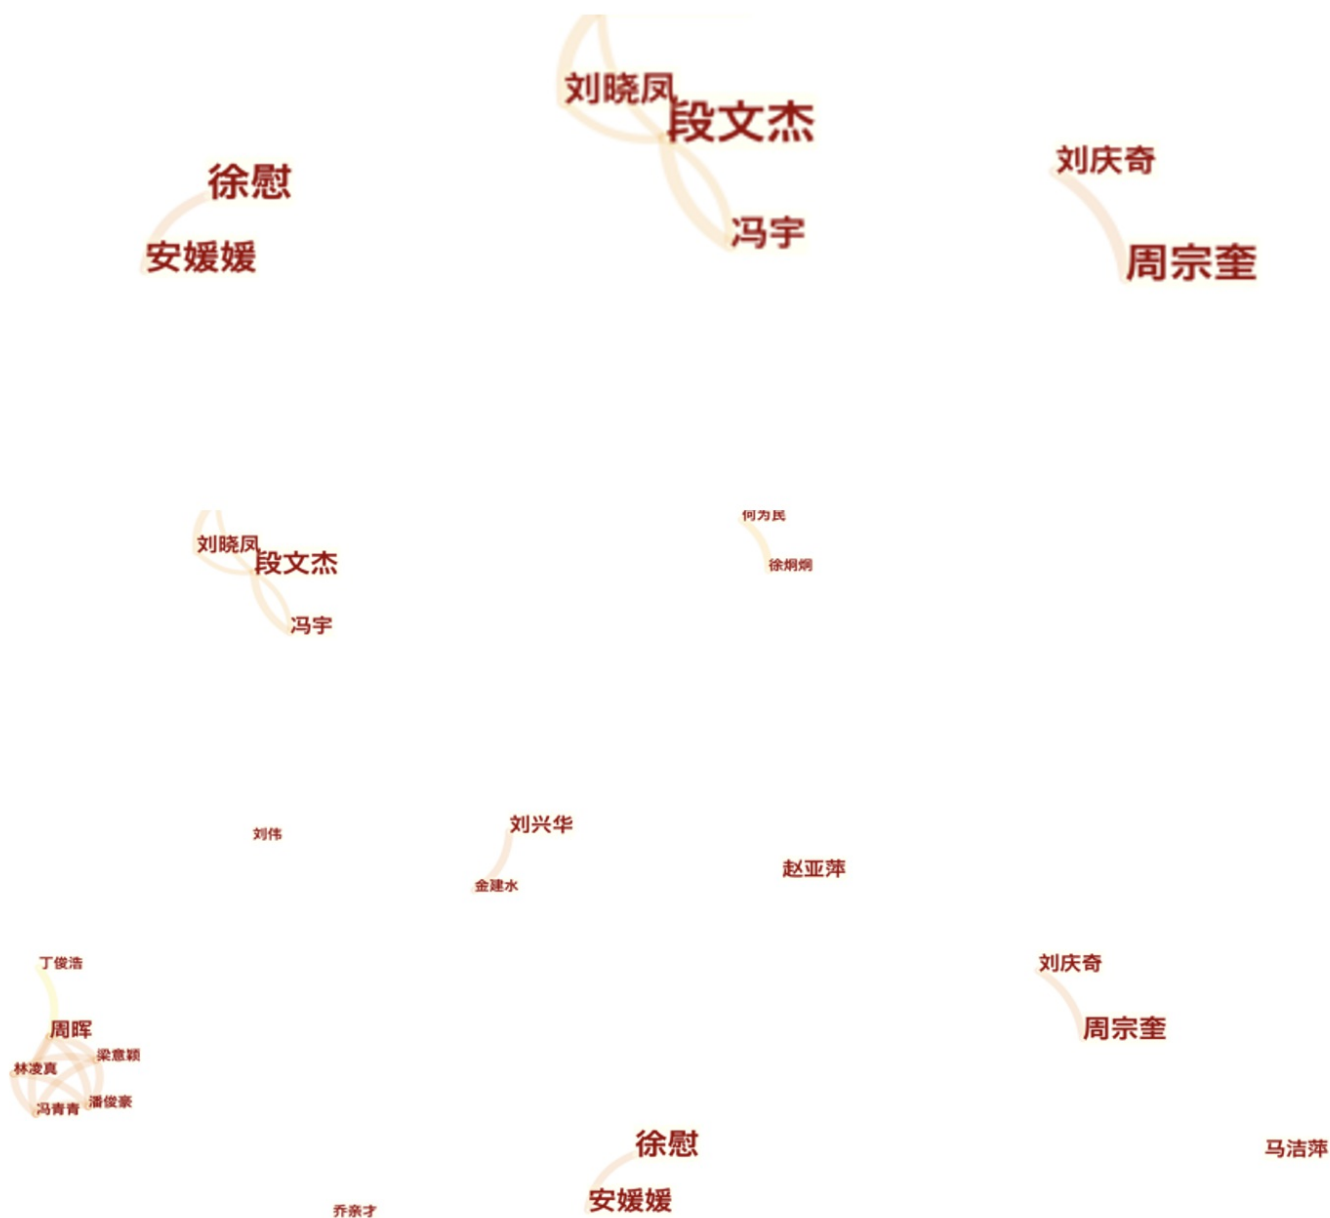 刘晓凤
段文杰
刘庆奇
徐慰
冯宇
安媛媛
周宗奎
何为民
刘晓凤
段文杰
徐炯炯
冯宇
刘兴华
刘伟
赵亚萍
金建水
丁俊浩
刘庆奇
周晖
周宗奎
梁意颖
林凌真
潘俊豪
冯青青
徐慰
马洁萍
安媛媛
乔亲才